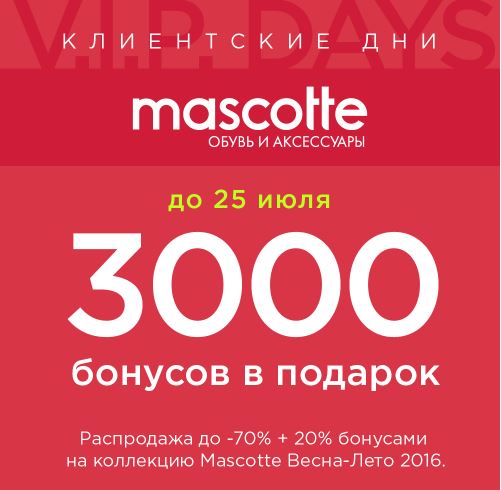 V.I.P. DAYS
КЛИЕНТСКИЕ ДНИ
mascotte
ОБУВЬ И АКСЕССУАРЫ
до 25 июля
3000
бонусов в подарок
Распродажа до -70% + 20% бонусами
на коллекцию Mascotte Весна-Лето 2016.